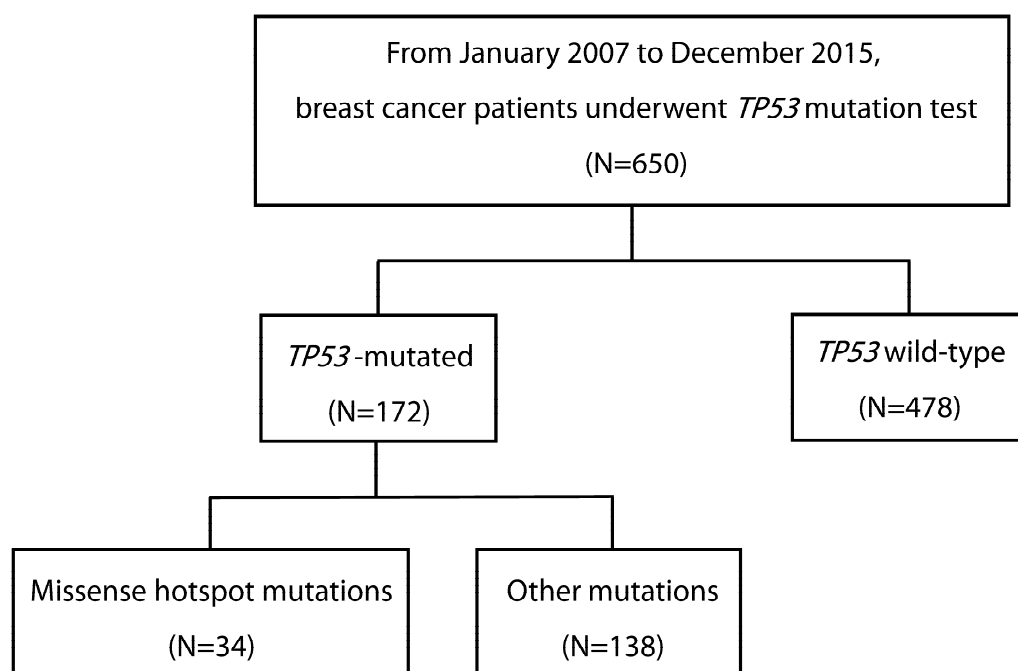 From January 2007 to December 2015,
breast cancer patients underwent TP53 mutation test
(N=650)
TP53 -mutated
(N=172)
TP53 wild-type
(N=478)
Missense hotspot mutations
(N=34)
Other mutations
(N=138)